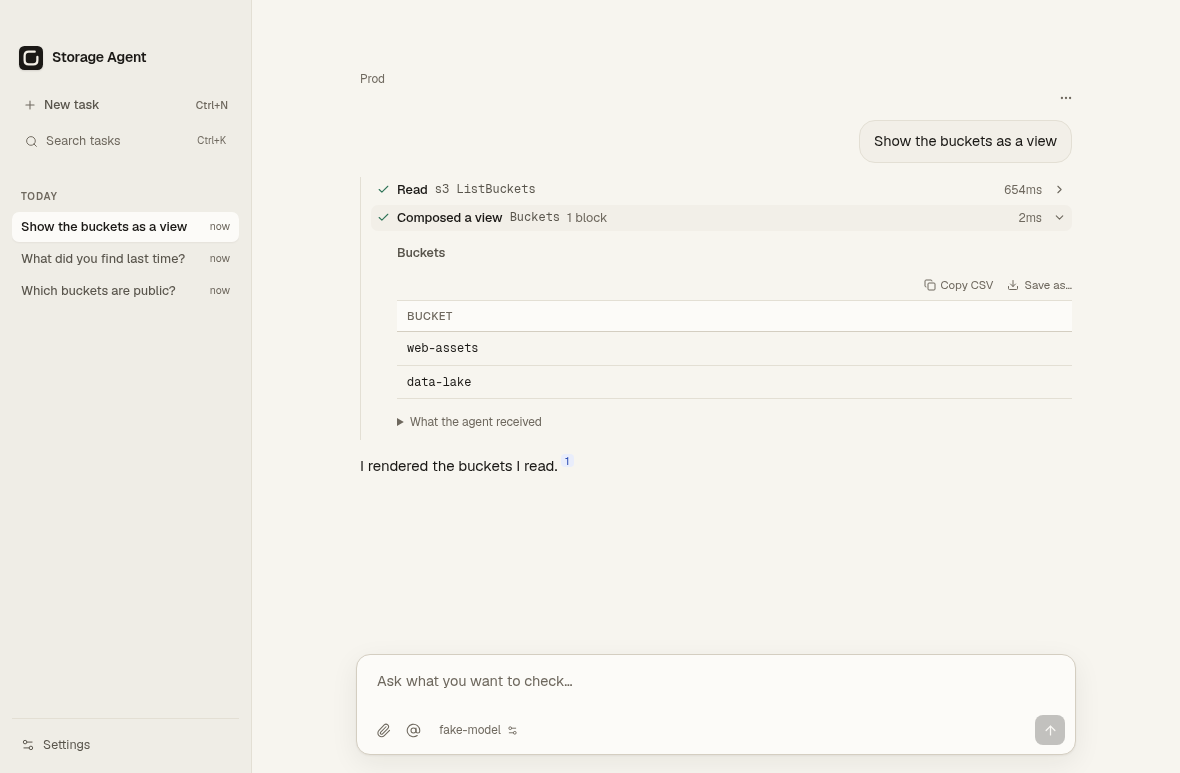 Storage Agent
New task Ctrl+N
Search tasks Ctrl+K
TODAY
Show the buckets as a view now
What did you find last time? now
Which buckets are public? now
Settings
Prod
Show the buckets as a view
Read s3 ListBuckets 654ms
Composed a view Buckets 1 block 2ms
Buckets
Copy CSV Save as…
BUCKET
web-assets
data-lake
What the agent received
I rendered the buckets I read. 1
Ask what you want to check…
fake-model